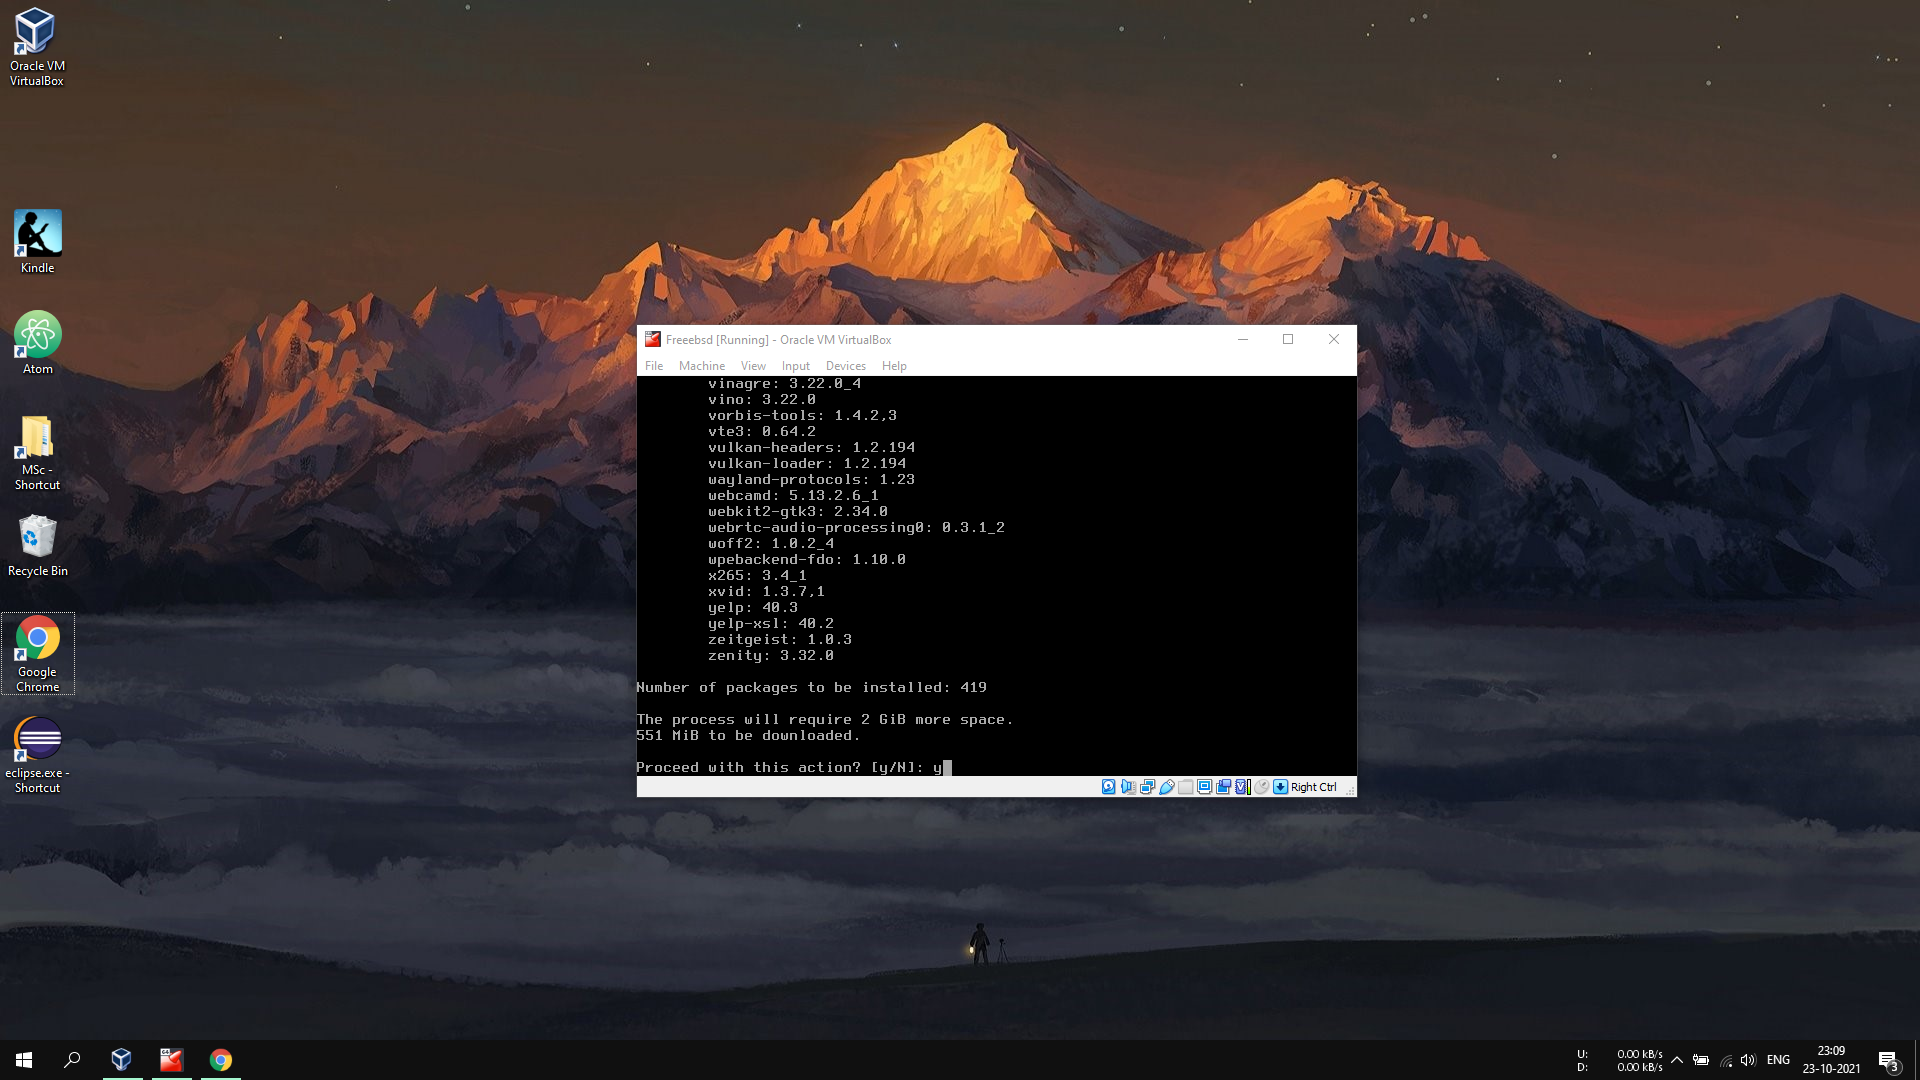 Oracle VM
VirtualBox
Kindle
Atom
MSc -
Shortcut
Recycle Bin
Google
Chrome
eclipse.exe -
Shortcut
Freeebsd [Running] - Oracle VM VirtualBox
File Machine View Input Devices Help
vinagre: 3.22.0_4
vino: 3.22.0
vorbis-tools: 1.4.2,3
vte3: 0.64.2
vulkan-headers: 1.2.194
vulkan-loader: 1.2.194
wayland-protocols: 1.23
webcamd: 5.13.2.6_1
webkit2-gtk3: 2.34.0
webrtc-audio-processing0: 0.3.1_2
woff2: 1.0.2_4
wpebackend-fdo: 1.10.0
x265: 3.4_1
xvid: 1.3.7,1
yelp: 40.3
yelp-xsl: 40.2
zeitgeist: 1.0.3
zenity: 3.32.0
Number of packages to be installed: 419
The process will require 2 GiB more space.
551 MiB to be downloaded.
Proceed with this action? [y/N]: y
Right Ctrl
U: 0.00 kB/s
D: 0.00 kB/s
ENG
23:09
23-10-2021
3